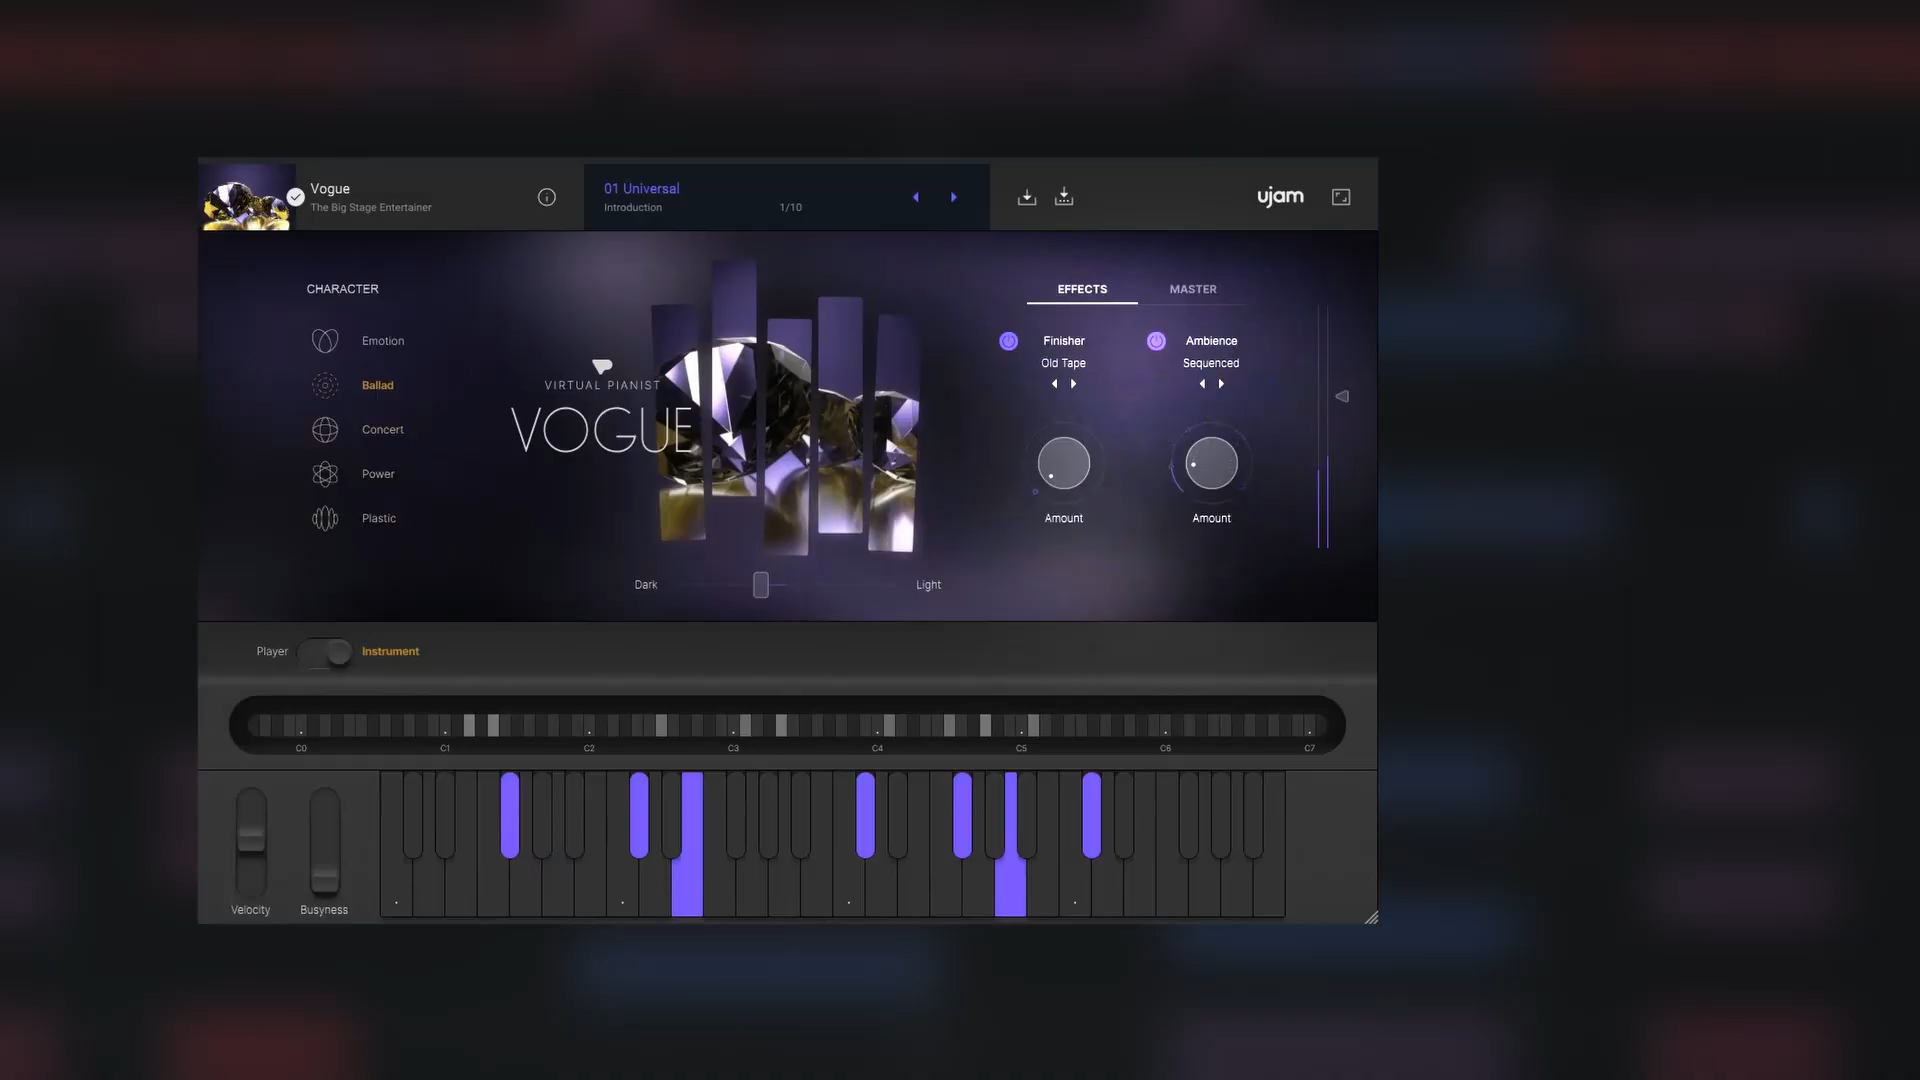 Vogue
The Big Stage Entertainer
01 Universal
Introduction
1/10
ujam
CHARACTER
Emotion
Ballad
Concert
Power
Plastic
VIRTUAL PIANIST
VOGUE
Dark
Light
EFFECTS
MASTER
Finisher
Old Tape
Amount
Ambience
Sequenced
Amount
Player
Instrument
C0
C1
C2
C3
C4
C5
C6
C7
Velocity
Busyness